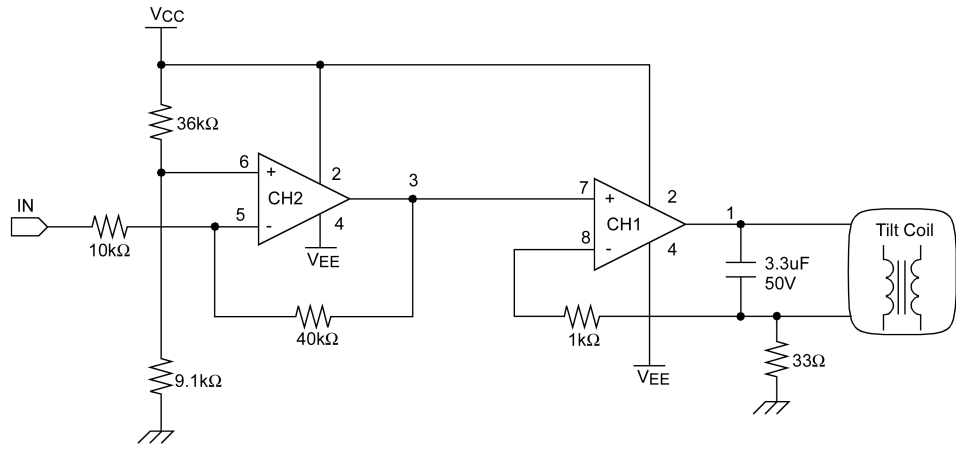 VCC
36kΩ
6
+
CH2
2
3
7
+
CH1
2
1
IN
10kΩ
5
-
4
VEE
8
-
4
Tilt Coil
3.3uF
50V
40kΩ
1kΩ
33Ω
VEE
9.1kΩ